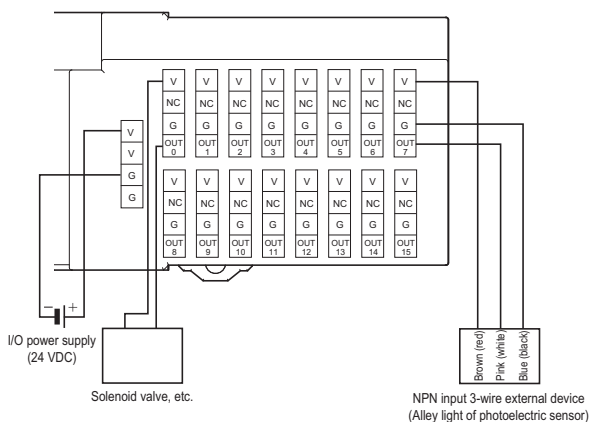 V V V V V V V V
NC NC NC NC NC NC NC NC
G G G G G G G G
OUT 0 OUT 1 OUT 2 OUT 3 OUT 4 OUT 5 OUT 6 OUT 7
V
V
G
G
V V V V V V V V
NC NC NC NC NC NC NC NC
G G G G G G G G
OUT 8 OUT 9 OUT 10 OUT 11 OUT 12 OUT 13 OUT 14 OUT 15
− +
I/O power supply
(24 VDC)
Solenoid valve, etc.
Brown (red)
Pink (white)
Blue (black)
NPN input 3-wire external device
(Alley light of photoelectric sensor)